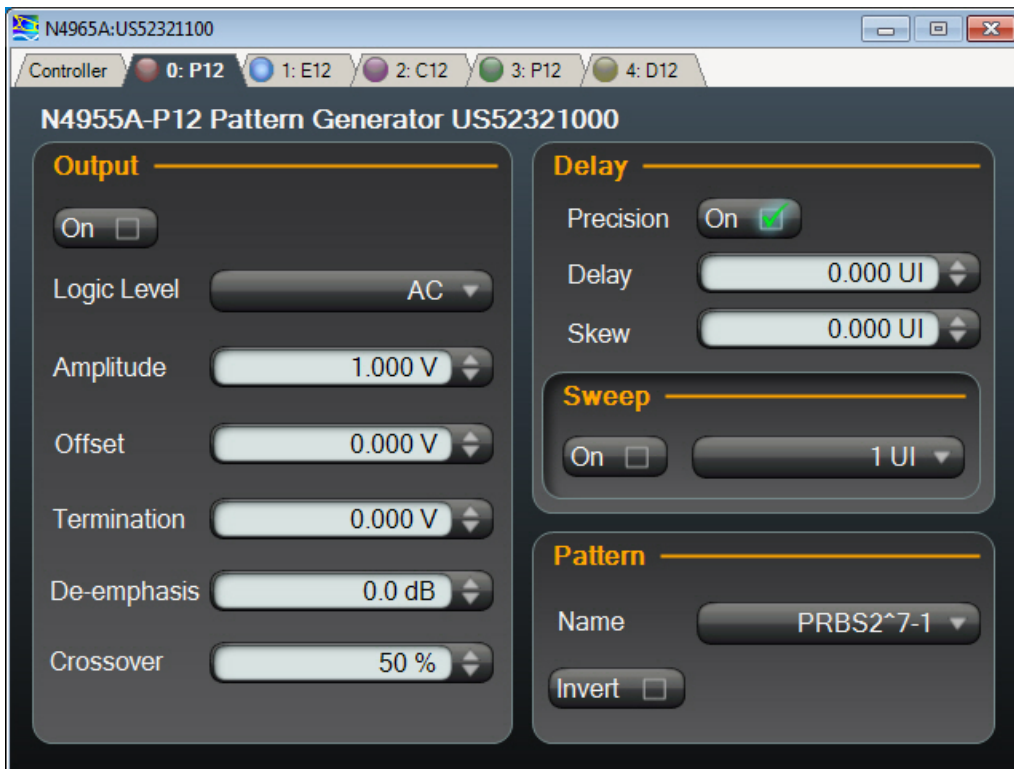 N4965A:US52321100
Controller 0: P12 1: E12 2: C12 3: P12 4: D12
N4955A-P12 Pattern Generator US52321000
Output
On
Logic Level AC
Amplitude 1.000 V
Offset 0.000 V
Termination 0.000 V
De-emphasis 0.0 dB
Crossover 50 %
Delay
Precision On
Delay 0.000 UI
Skew 0.000 UI
Sweep
On 1 UI
Pattern
Name PRBS2^7-1
Invert